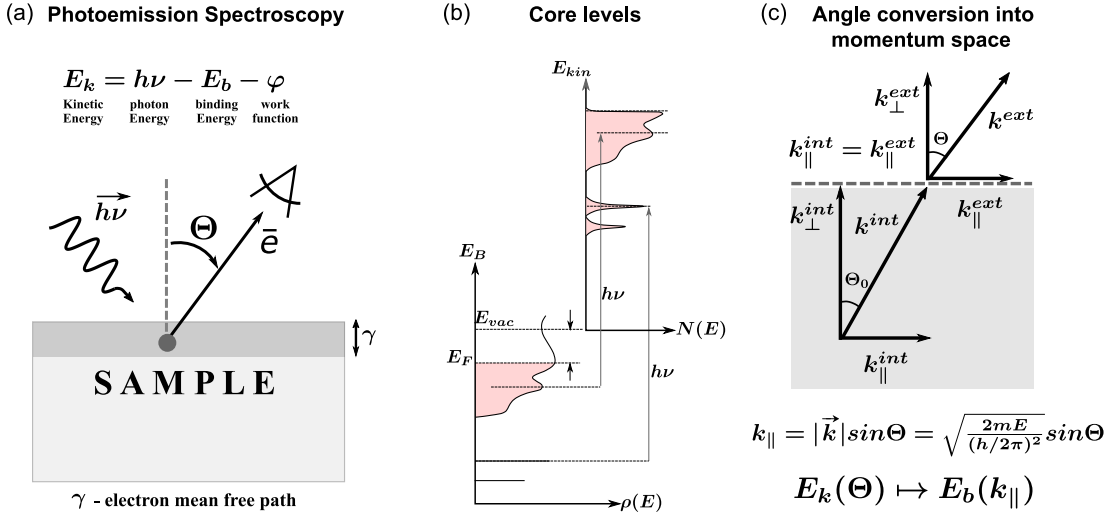 (a) Photoemission Spectroscopy
E_k = hν − E_b − φ
Kinetic Energy
photon Energy
binding Energy
work function
hν
Θ
ē
γ
SAMPLE
γ - electron mean free path
(b) Core levels
E_kin
E_B
hν
E_vac
N(E)
E_F
hν
ρ(E)
(c) Angle conversion into
momentum space
k_⊥^ext
Θ
k^ext
k_∥^int = k_∥^ext
k_⊥^int
k^int
k_∥^ext
Θ_0
k_∥^int
k_∥ = |k⃗|sinΘ = √(2mE/(h/2π)^2) sinΘ
E_k(Θ) ↦ E_b(k_∥)